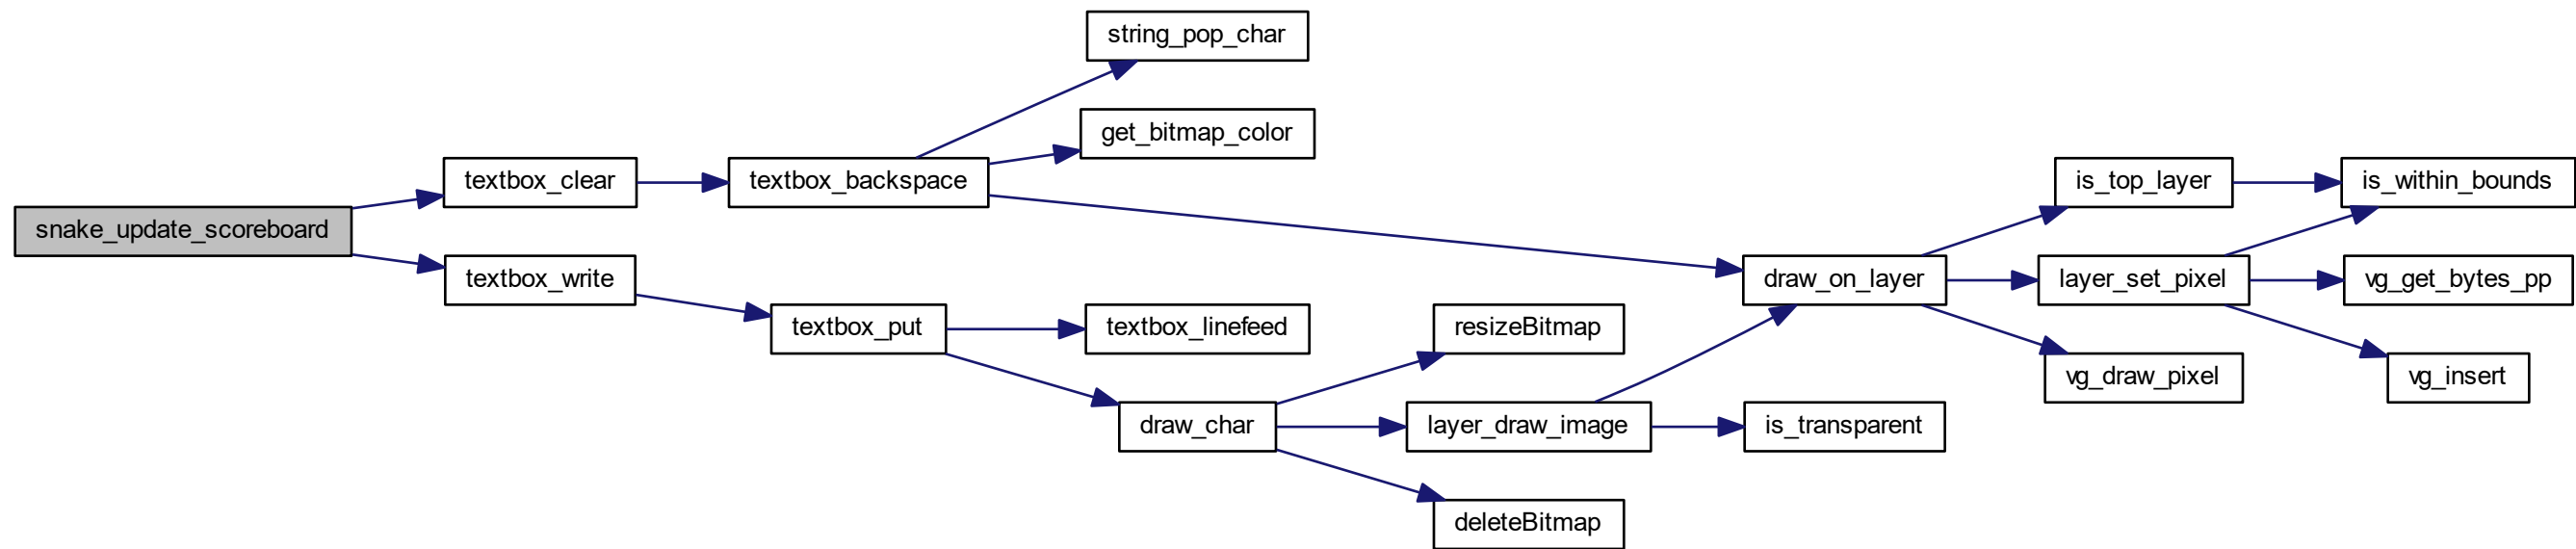 snake_update_scoreboard
textbox_clear
textbox_write
textbox_backspace
textbox_put
string_pop_char
get_bitmap_color
textbox_linefeed
draw_char
resizeBitmap
layer_draw_image
deleteBitmap
draw_on_layer
is_transparent
is_top_layer
layer_set_pixel
vg_draw_pixel
is_within_bounds
vg_get_bytes_pp
vg_insert